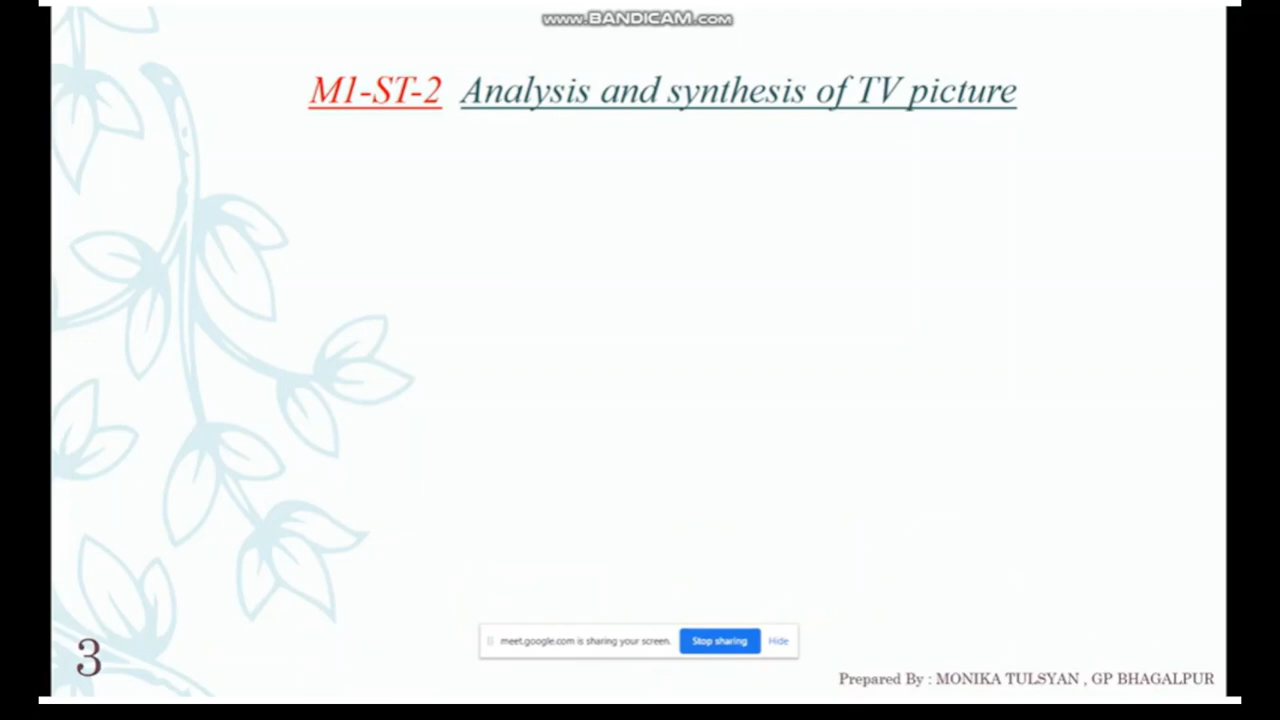 www.BANDICAM.com
M1-ST-2 Analysis and synthesis of TV picture
meet.google.com is sharing your screen. Stop sharing Hide
3
Prepared By : MONIKA TULSYAN , GP BHAGALPUR